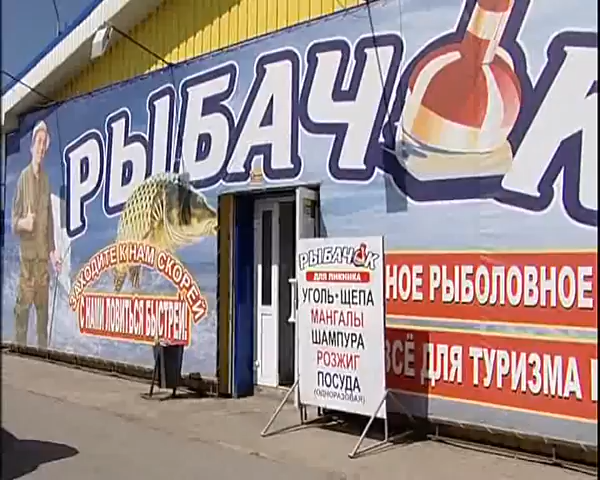 РЫБАЧОК
ЗАХОДИТЕ К НАМ СКОРЕЙ
С НАМИ ЛОВИТЬСЯ БЫСТРЕЙ!
РЫБАЧОК
ДЛЯ ПИКНИКА
УГОЛЬ·ЩЕПА
МАНГАЛЫ
ШАМПУРА
РОЗЖИГ
ПОСУДА
(ОДНОРАЗОВАЯ)
НОЕ РЫБОЛОВНОЕ
ВСЁ ДЛЯ ТУРИЗМА И